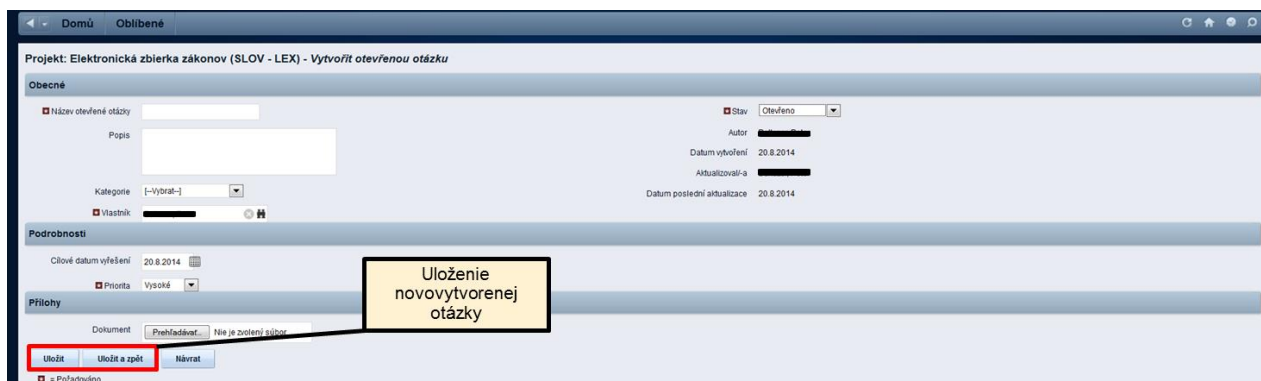 Domů Oblíbené
Projekt: Elektronická zbierka zákonov (SLOV - LEX) - Vytvořit otevřenou otázku
Obecné
Název otevřené otázky
Popis
Kategorie [--Vybrat--]
Vlastník
Stav Otevřeno
Autor
Datum vytvoření 20.8.2014
Aktualizoval/-a
Datum poslední aktualizace 20.8.2014
Podrobnosti
Cílové datum vyřešení 20.8.2014
Priorita Vysoké
Přílohy
Dokument Prehľadávať... Nie je zvolený súbor.
Uložit Uložit a zpět Návrat
= Požadováno
Uloženie
novovytvorenej
otázky